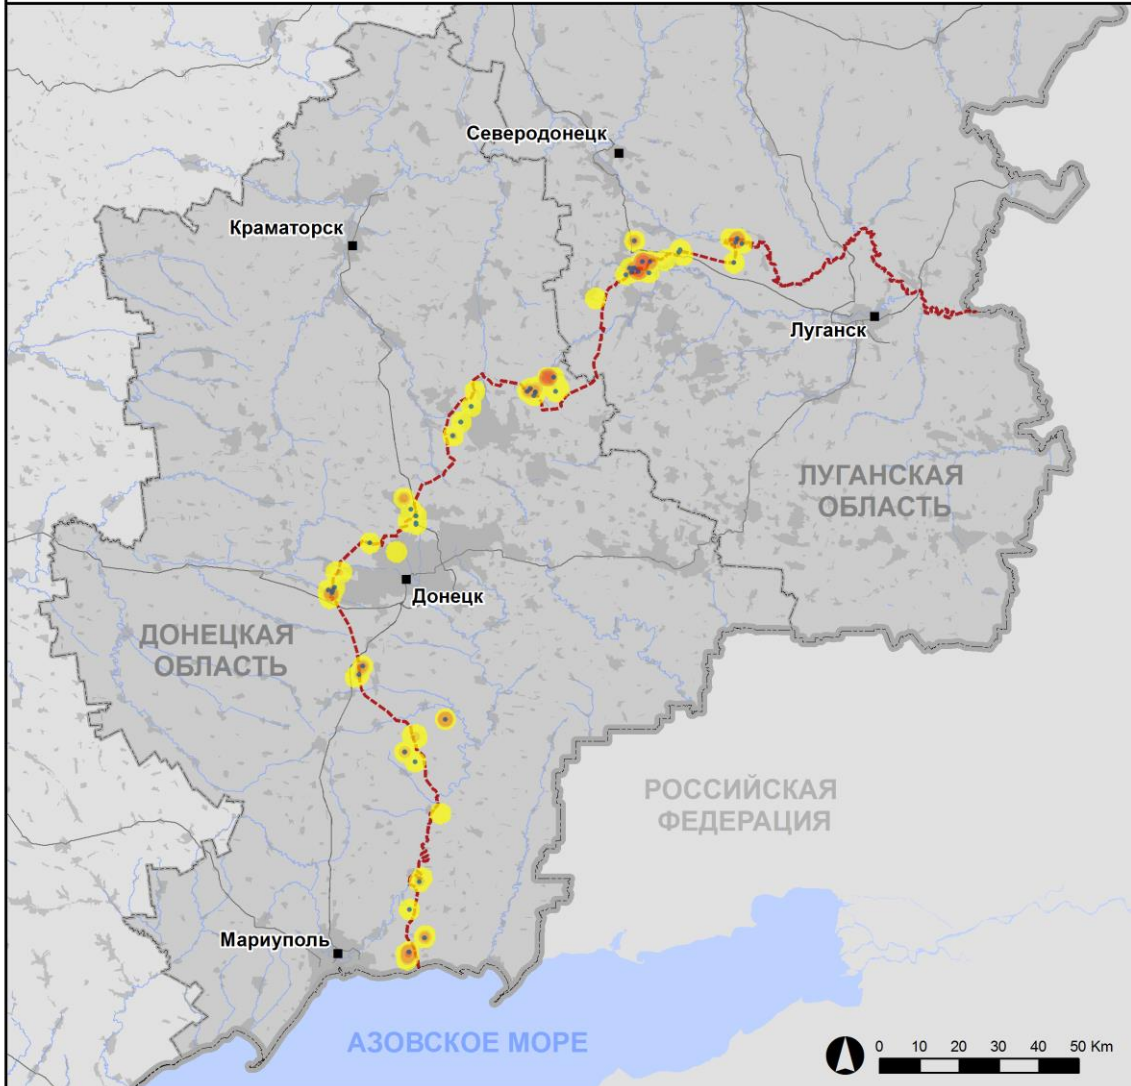 Северодонецк
Краматорск
Луганск
ЛУГАНСКАЯ
ОБЛАСТЬ
Донецк
ДОНЕЦКАЯ
ОБЛАСТЬ
РОССИЙСКАЯ
ФЕДЕРАЦИЯ
Мариуполь
АЗОВСКОЕ МОРЕ
0 10 20 30 40 50 Km